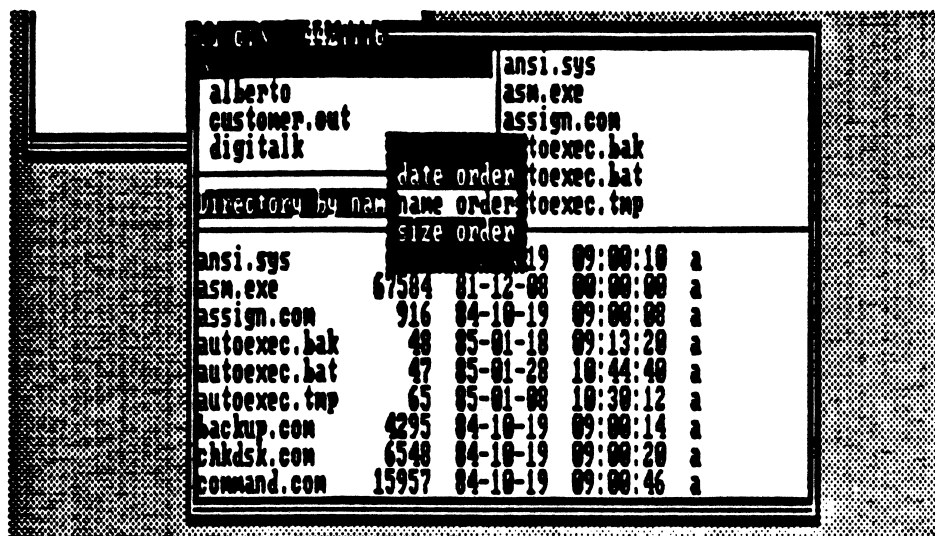 ansi.sys
alberto asm.exe
customer.out assign.com
digitalk toexec.bak
date order toexec.bat
Directory by nam name order toexec.tmp
size order
ansi.sys 19 09:00:10 a
asm.exe 67584 81-12-08 00:00:00 a
assign.com 916 84-10-19 09:00:08 a
autoexec.bak 48 85-01-18 09:13:20 a
autoexec.bat 47 85-01-28 10:44:40 a
autoexec.tmp 65 85-01-08 10:30:12 a
backup.com 4295 84-10-19 09:00:14 a
chkdsk.com 6548 84-10-19 09:00:20 a
command.com 15957 84-10-19 09:00:46 a